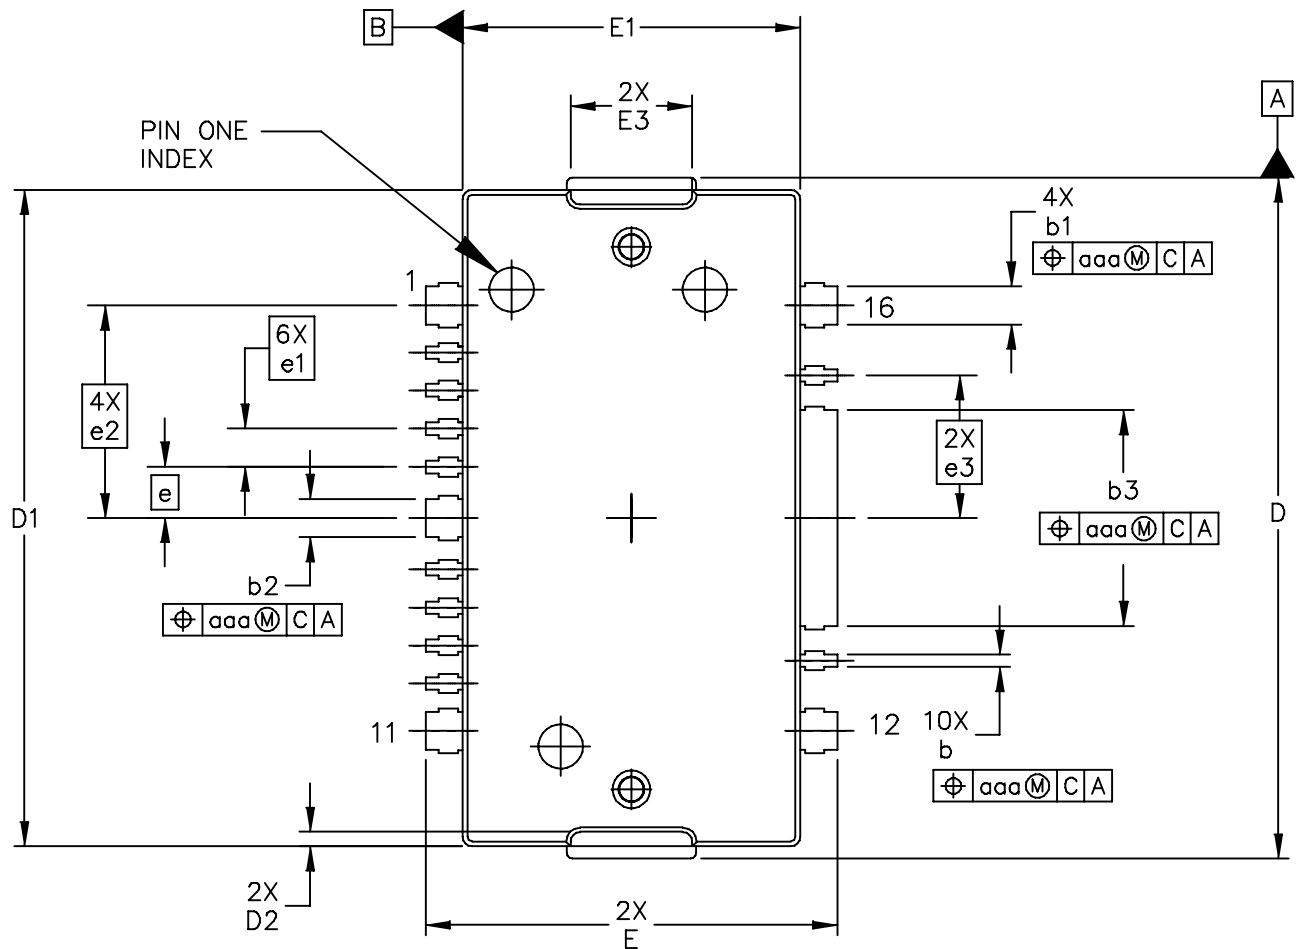 B
E1
2X
E3
A
PIN ONE
INDEX
4X
b1
⌖ aaa Ⓜ C A
1
16
6X
e1
4X
e2
2X
e3
e
b3
D1
D
⌖ aaa Ⓜ C A
b2
⌖ aaa Ⓜ C A
11
12
10X
b
⌖ aaa Ⓜ C A
2X
D2
2X
E